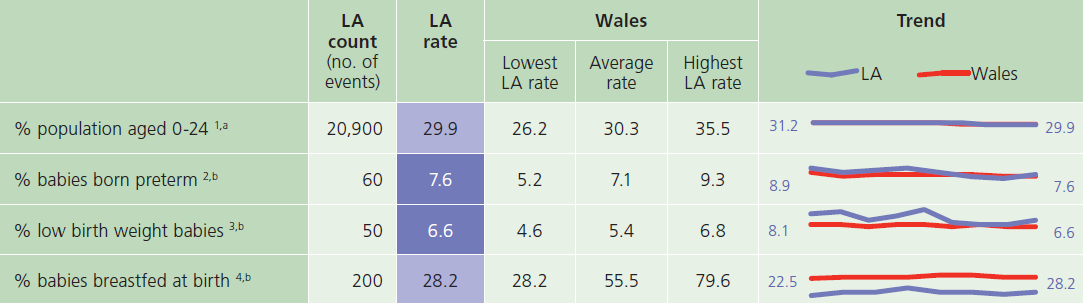 LA count (no. of events) LA rate Wales Trend
Lowest LA rate Average rate Highest LA rate LA Wales
% population aged 0-24 1,a 20,900 29.9 26.2 30.3 35.5 31.2 29.9
% babies born preterm 2,b 60 7.6 5.2 7.1 9.3 8.9 7.6
% low birth weight babies 3,b 50 6.6 4.6 5.4 6.8 8.1 6.6
% babies breastfed at birth 4,b 200 28.2 28.2 55.5 79.6 22.5 28.2